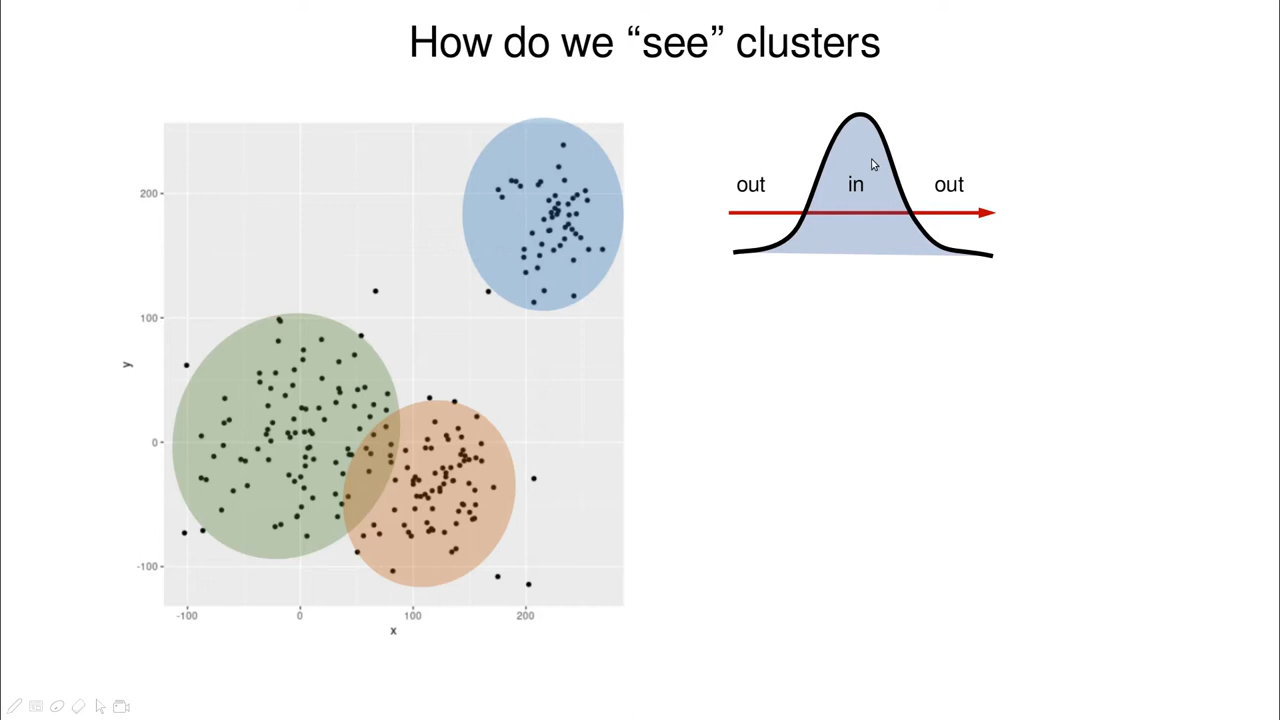 How do we “see” clusters
out in out
200
100
0
-100
y
-100 0 100 200
x